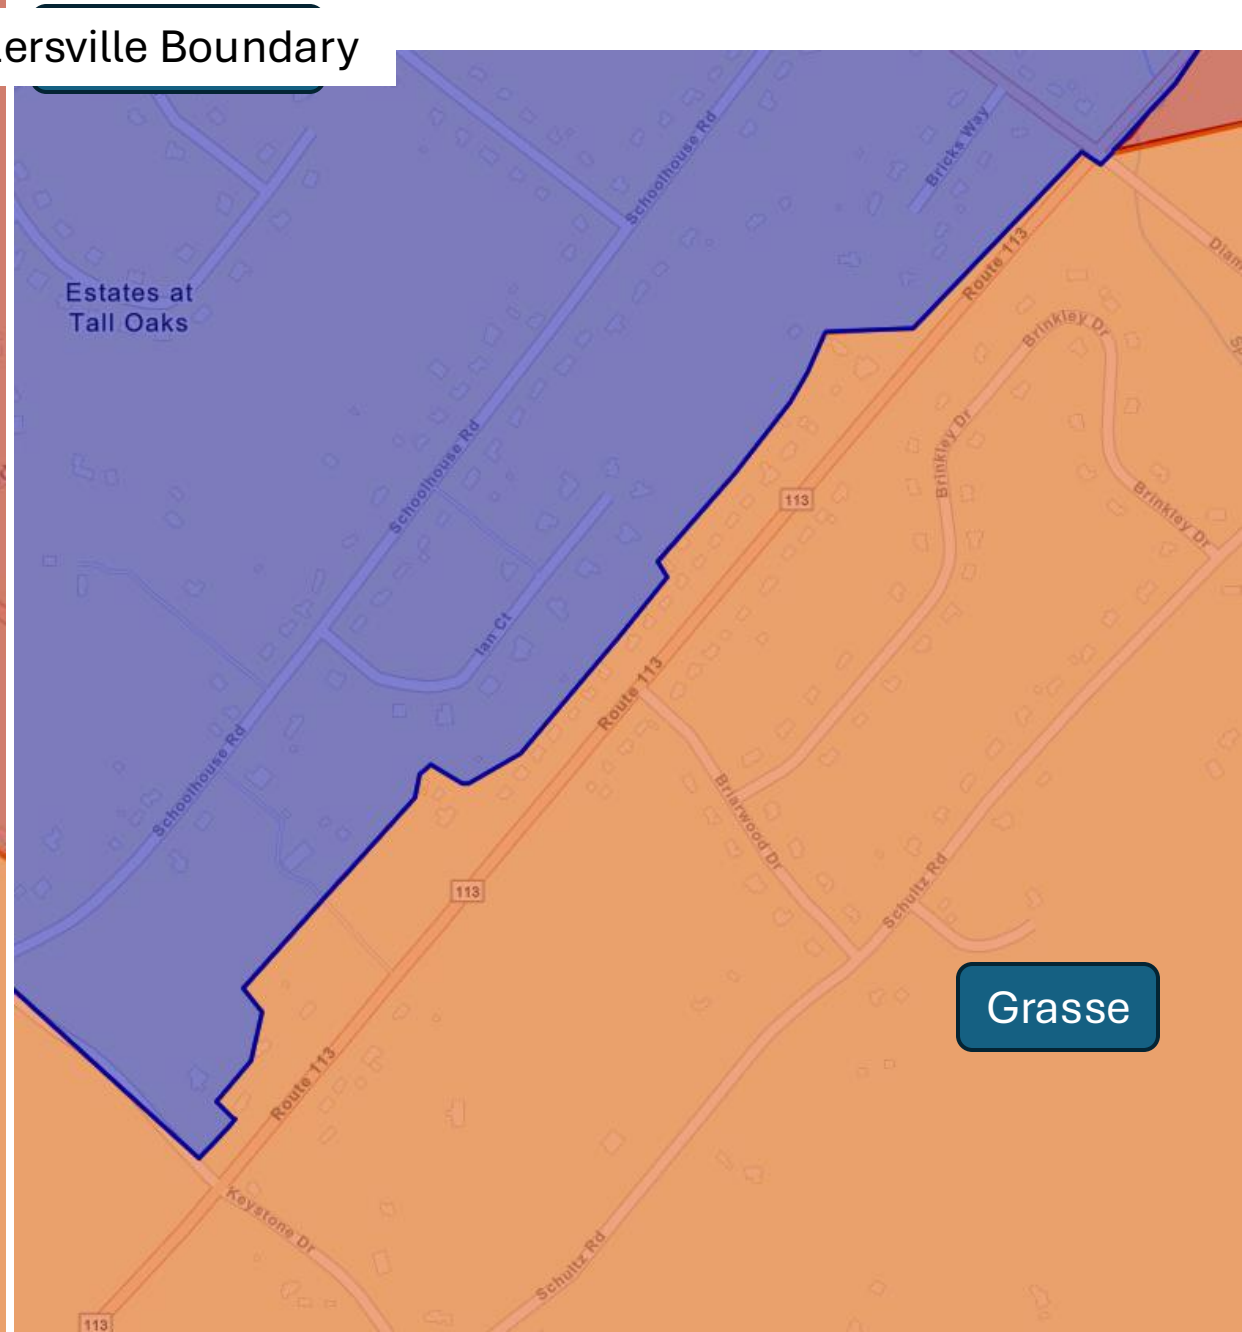 ersville Boundary
Schoolhouse Rd
Bricks Way
Route 113
Estates at
Tall Oaks
Brinkley Dr
Brinkley Dr
Schoolhouse Rd
113
Brinkley Dr
Ian Ct
Route 113
Schoolhouse Rd
Briarwood Dr
Schultz Rd
113
Grasse
Route 113
Keystone Dr
Schultz Rd
113